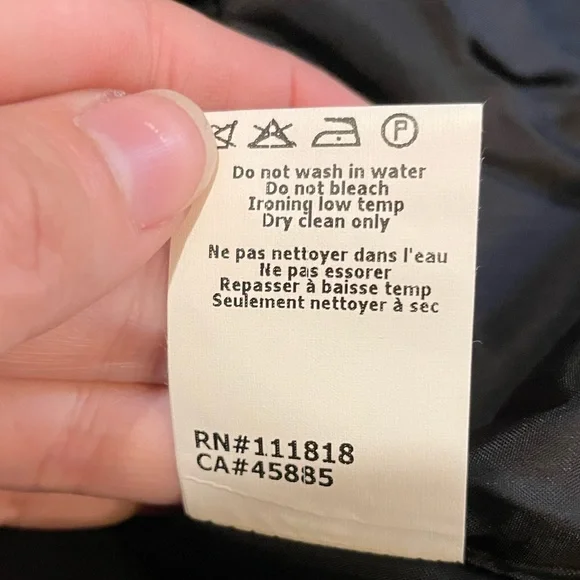 P
Do not wash in water
Do not bleach
Ironing low temp
Dry clean only
Ne pas nettoyer dans l'eau
Ne pas essorer
Repasser à baisse temp
Seulement nettoyer à sec
RN#111818
CA#45885